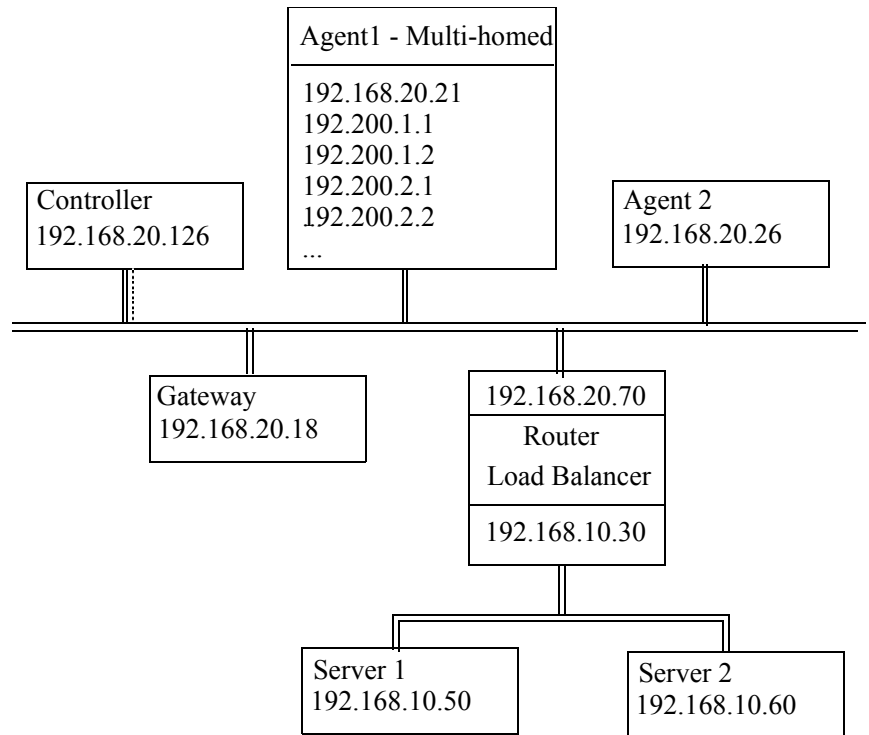 Agent1 - Multi-homed
192.168.20.21
192.200.1.1
192.200.1.2
192.200.2.1
192.200.2.2
...
Controller
192.168.20.126
Agent 2
192.168.20.26
Gateway
192.168.20.18
192.168.20.70
Router
Load Balancer
192.168.10.30
Server 1
192.168.10.50
Server 2
192.168.10.60